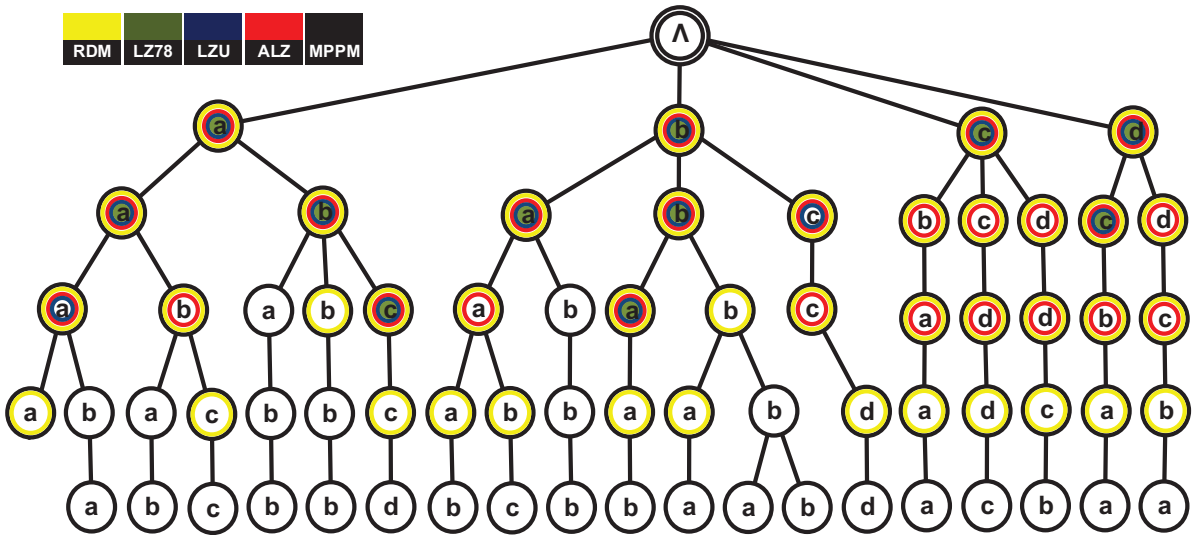 Λ
RDM LZ78 LZU ALZ MPPM
a b c d
a b a b c b c d c d
a b a b c a b a b c a d d b c
a b a c b b c a b b a a b d a d c a b
a b c b b d b c b b a a b d a c b a a